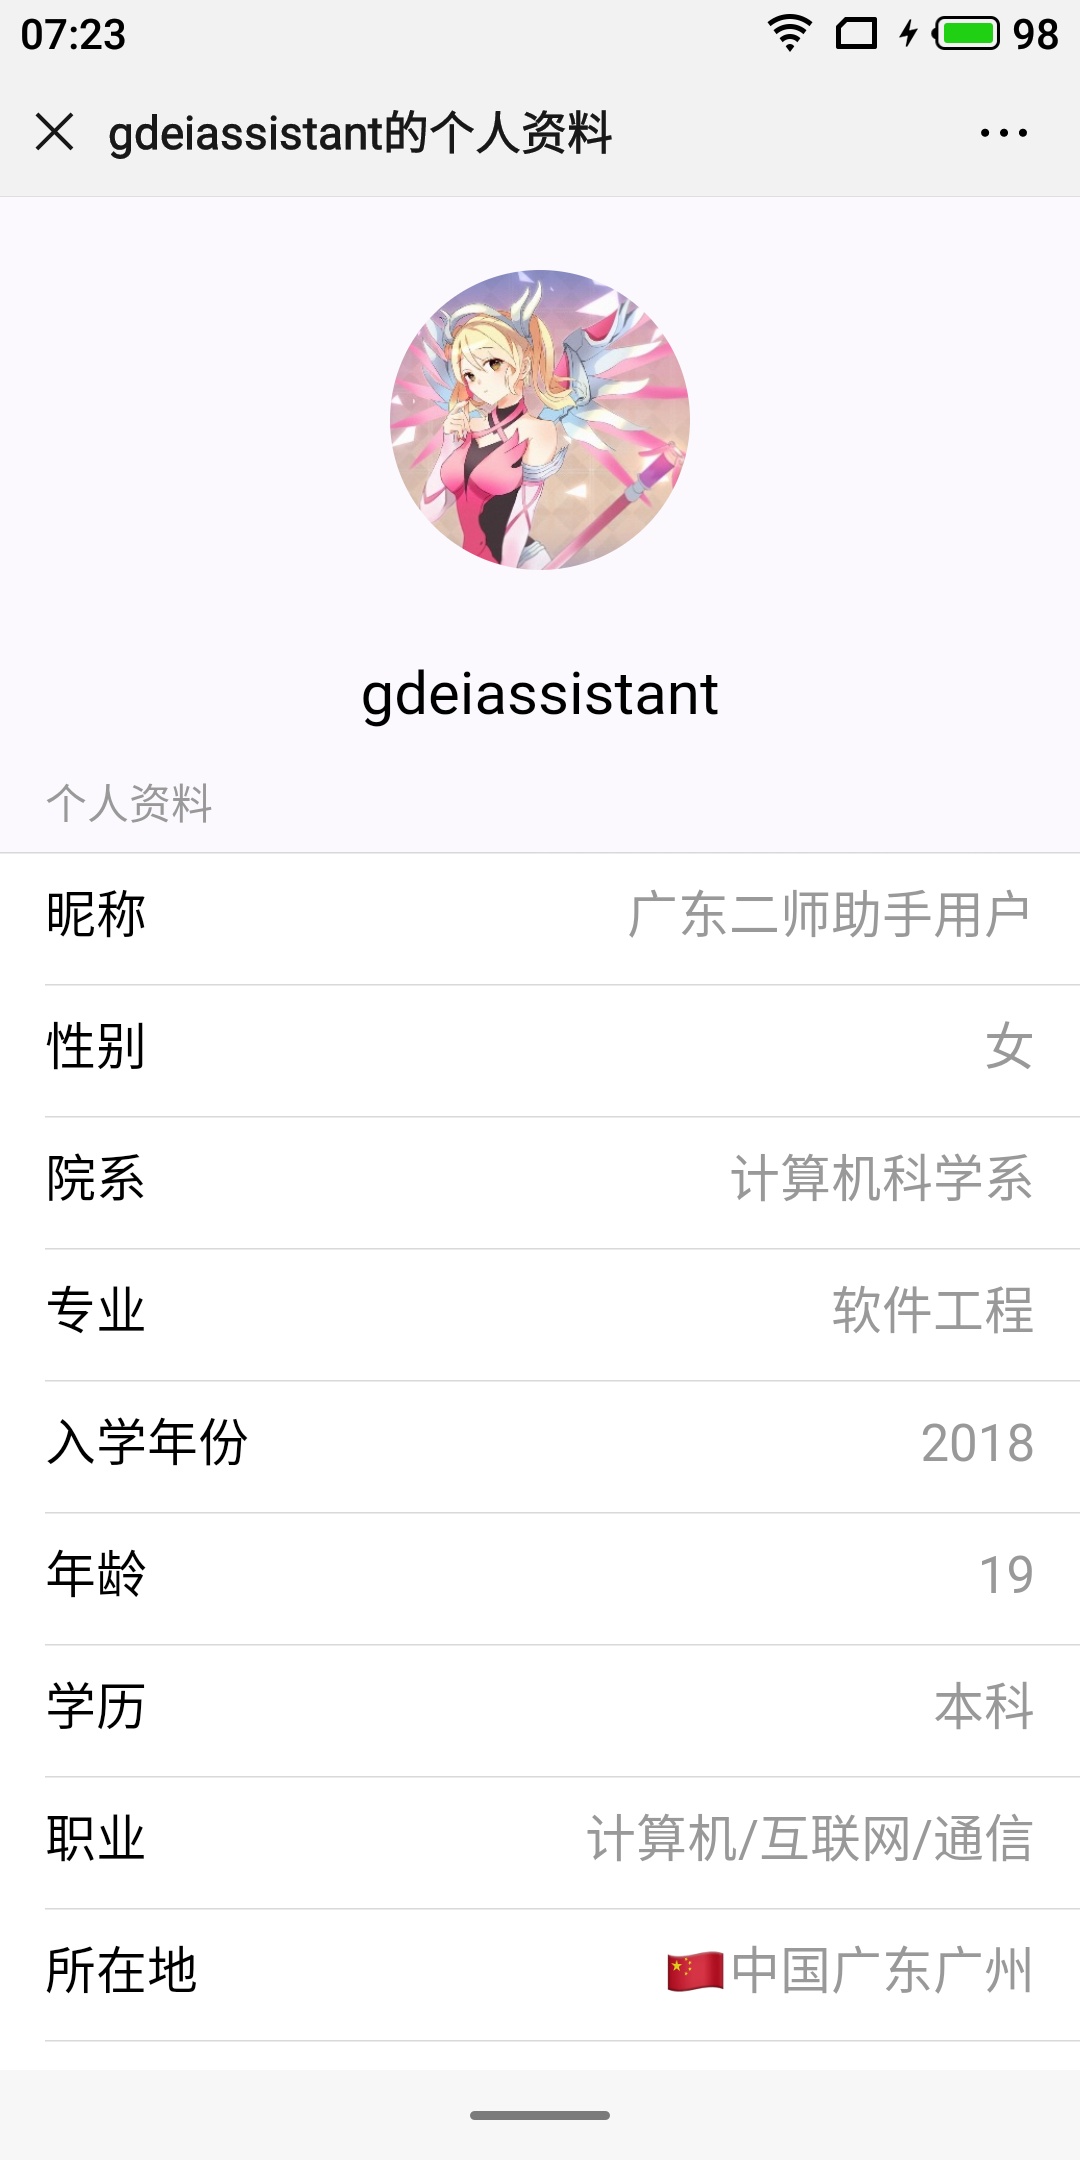 07:23
98
gdeiassistant的个人资料
gdeiassistant
个人资料
昵称 广东二师助手用户
性别 女
院系 计算机科学系
专业 软件工程
入学年份 2018
年龄 19
学历 本科
职业 计算机/互联网/通信
所在地 🇨🇳中国广东广州